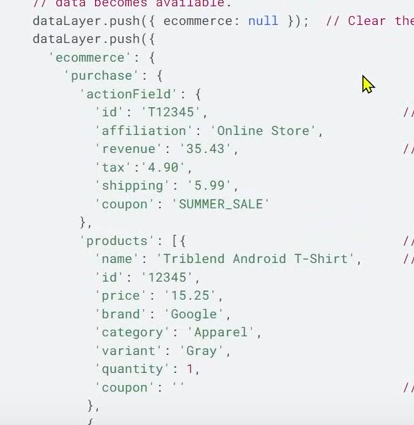 // data becomes available.
dataLayer.push({ ecommerce: null });  // Clear the
dataLayer.push({
  'ecommerce': {
    'purchase': {
      'actionField': {
        'id': 'T12345',                         //
        'affiliation': 'Online Store',
        'revenue': '35.43',                     //
        'tax':'4.90',
        'shipping': '5.99',
        'coupon': 'SUMMER_SALE'
      },
      'products': [{                            //
        'name': 'Triblend Android T-Shirt',     //
        'id': '12345',
        'price': '15.25',
        'brand': 'Google',
        'category': 'Apparel',
        'variant': 'Gray',
        'quantity': 1,
        'coupon': ''                            //
       },
       {